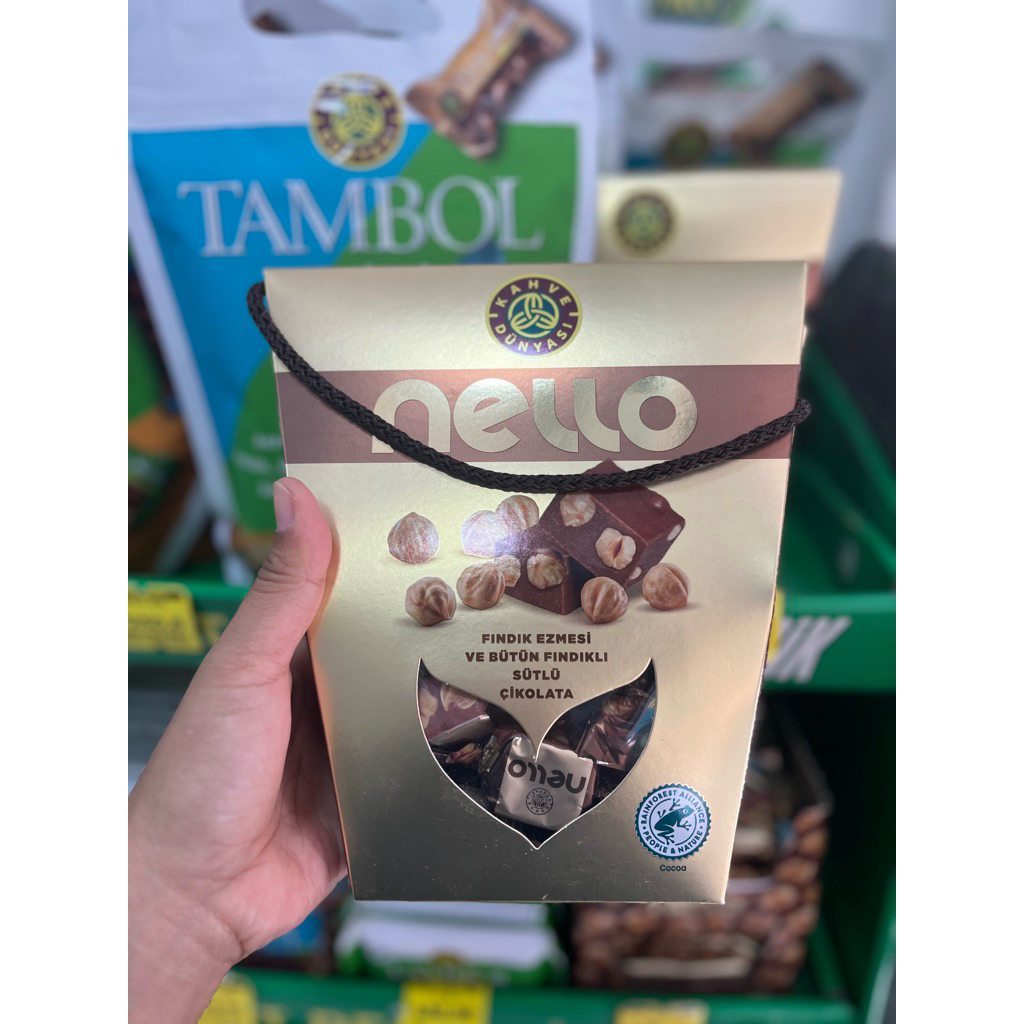 TAMBOL
KAHVE
DÜNYASI
nello
FINDIK EZMESİ
VE BÜTÜN FINDIKLI
SÜTLÜ
ÇİKOLATA
nello
RAINFOREST ALLIANCE
PEOPLE & NATURE
Cocoa